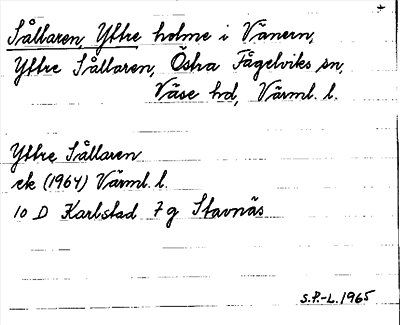 Sållaren, Yttre holme i Vänern,
Yttre Sållaren, Östra Fågelviks sn,
Väse hd, Värml. l.
Yttre Sållaren
ek (1964) Värml. l.
10 D Karlstad 7g Stavnäs
S.P.-L. 1965